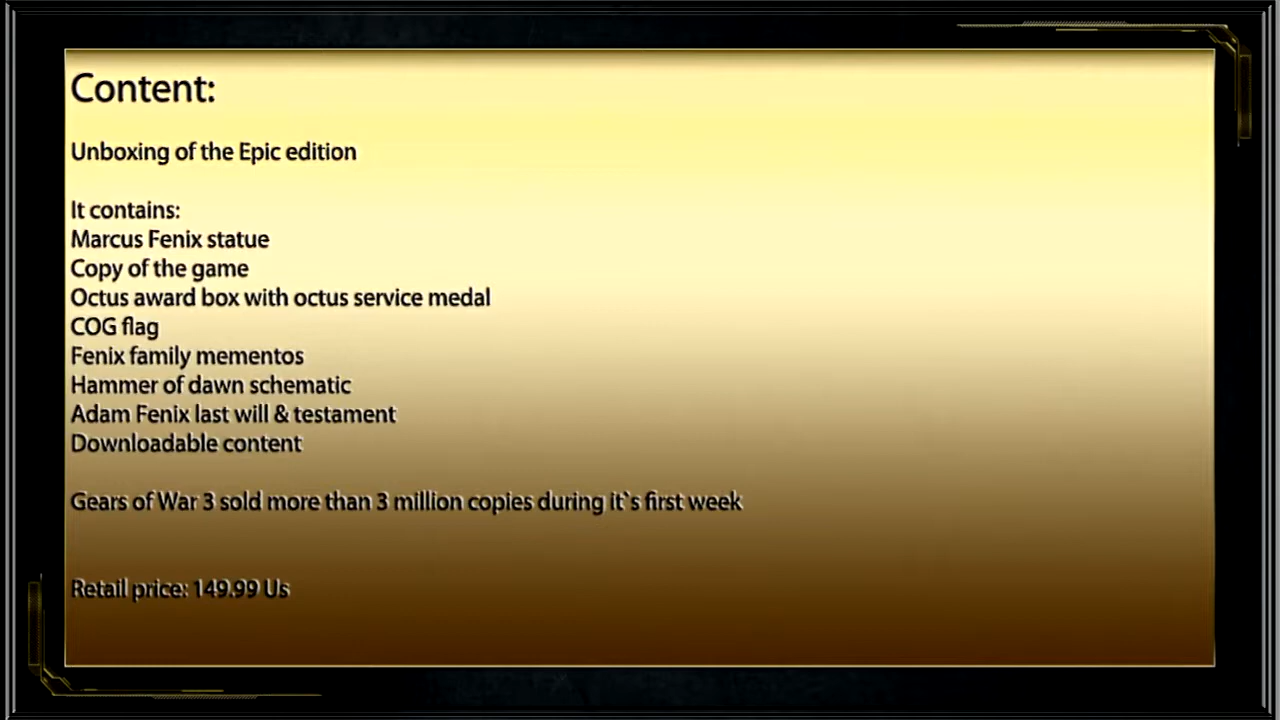 Content:
Unboxing of the Epic edition
It contains:
Marcus Fenix statue
Copy of the game
Octus award box with octus service medal
COG flag
Fenix family mementos
Hammer of dawn schematic
Adam Fenix last will & testament
Downloadable content
Gears of War 3 sold more than 3 million copies during it`s first week
Retail price: 149.99 Us